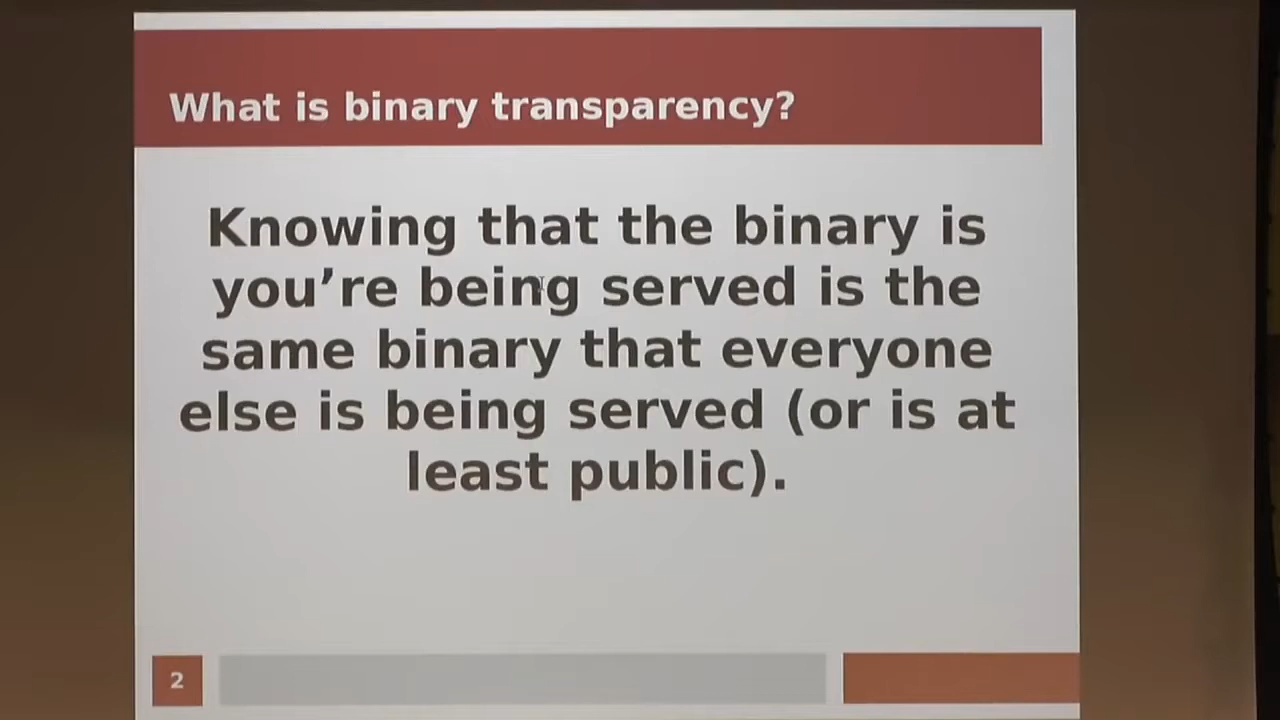 What is binary transparency?
Knowing that the binary is
you’re being served is the
same binary that everyone
else is being served (or is at
least public).
2